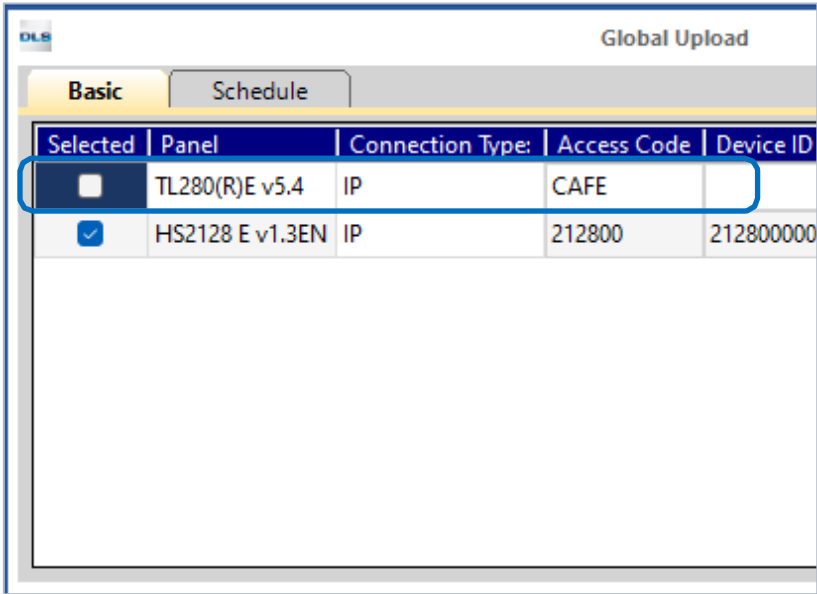 DLS Global Upload
Basic Schedule
Selected Panel Connection Type: Access Code Device ID
TL280(R)E v5.4 IP CAFE
HS2128 E v1.3EN IP 212800 212800000